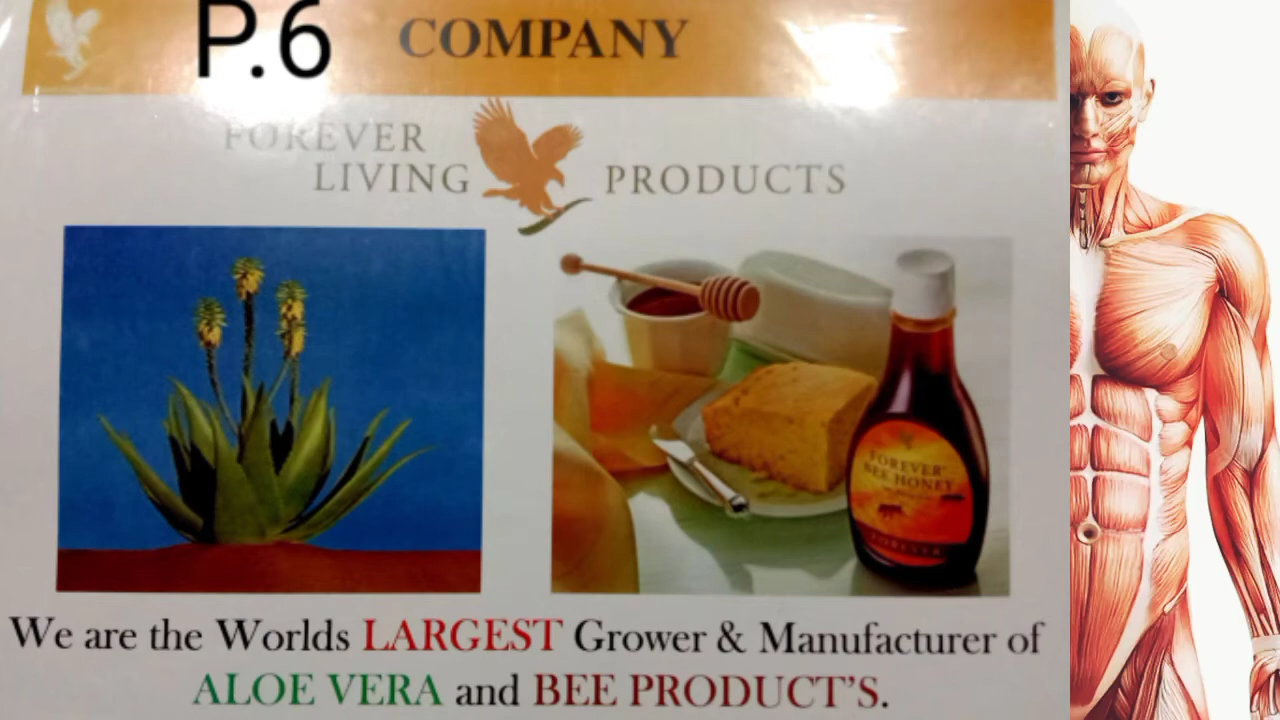 P.6 COMPANY
FOREVER
LIVING PRODUCTS
FOREVER
BEE HONEY
FOREVER
We are the Worlds LARGEST Grower & Manufacturer of
ALOE VERA and BEE PRODUCT'S.